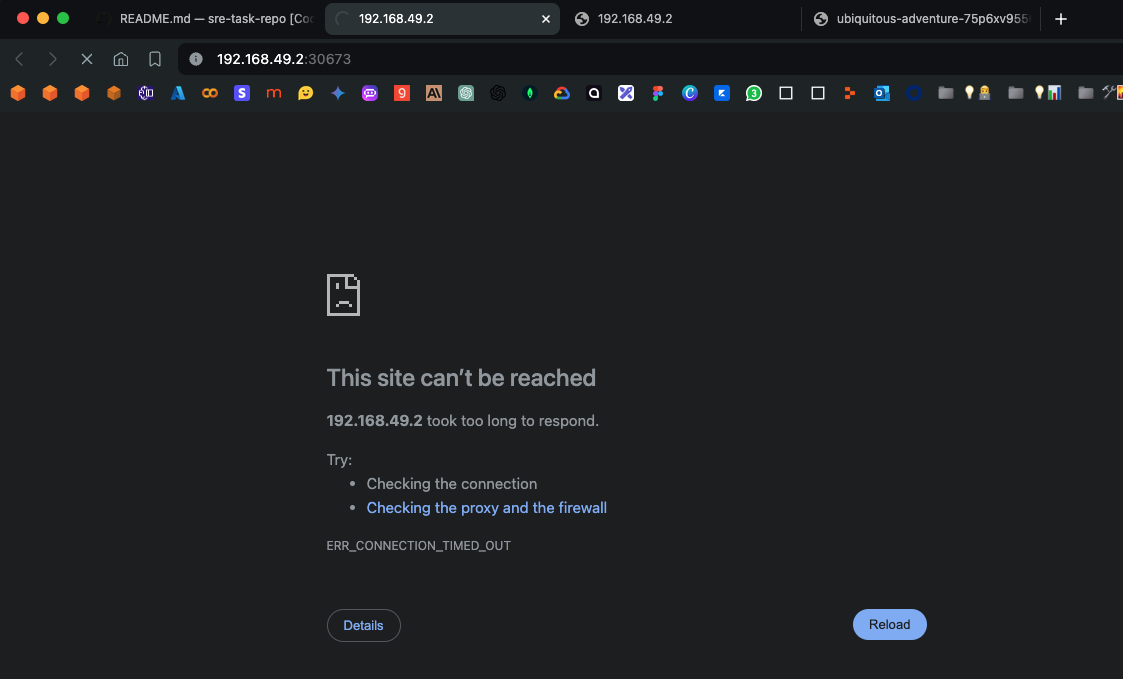 README.md — sre-task-repo [Coc
192.168.49.2
192.168.49.2
ubiquitous-adventure-75p6xv955
192.168.49.2:30673
This site can’t be reached
192.168.49.2 took too long to respond.
Try:
Checking the connection
Checking the proxy and the firewall
ERR_CONNECTION_TIMED_OUT
Details
Reload